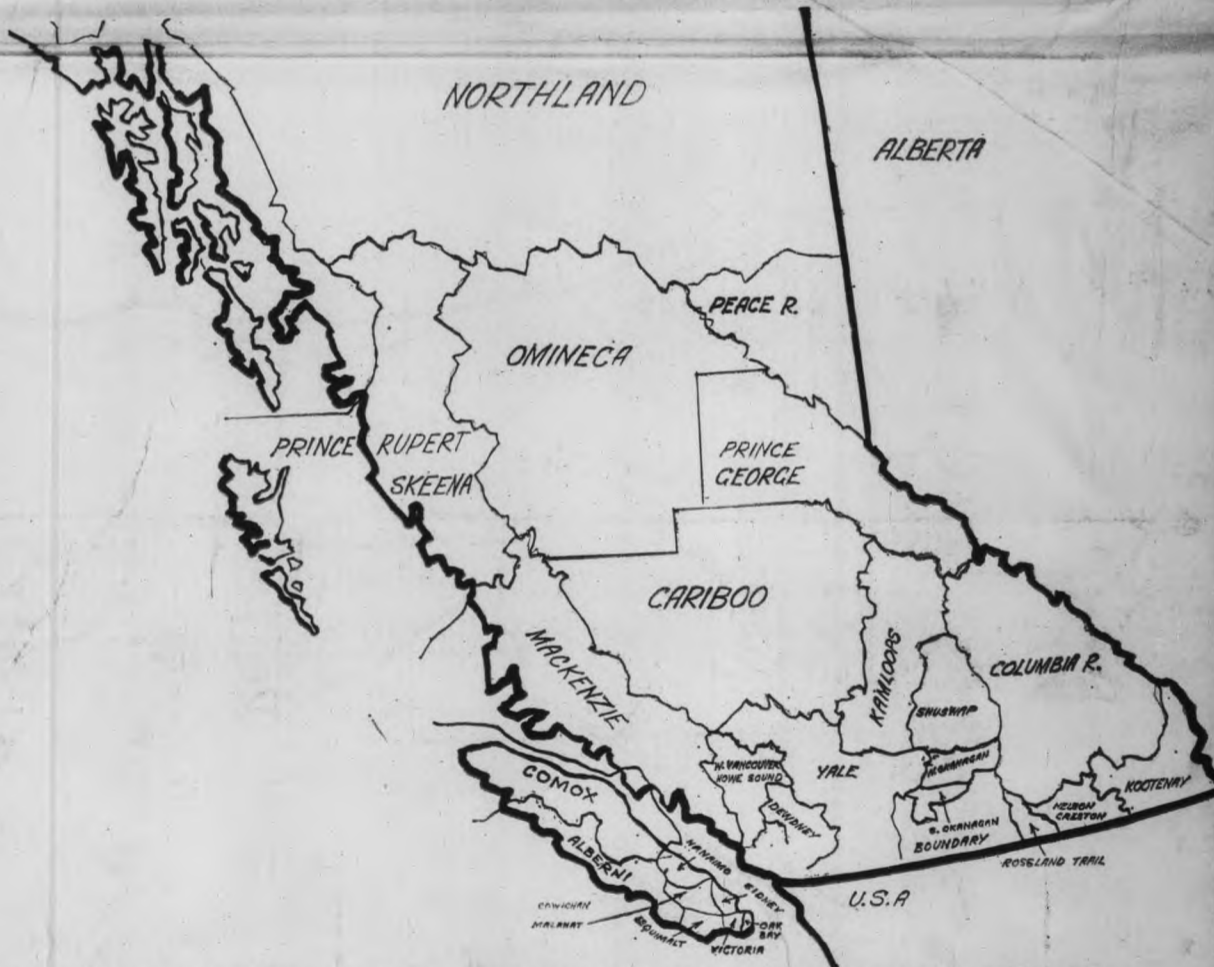 NORTHLAND
ALBERTA
PEACE R.
OMINECA
PRINCE RUPERT
SKEENA
PRINCE
GEORGE
CARIBOO
MACKENZIE
KAMLOOPS
SHUSWAP
COLUMBIA R.
N. VANCOUVER
HOWE SOUND
YALE
N. OKANAGAN
DEWDNEY
S. OKANAGAN
BOUNDARY
NELSON
CRESTON
KOOTENAY
ROSSLAND TRAIL
U.S.A
COMOX
ALBERNI
NANAIMO
SIDNEY
COWICHAN
MALAHAT
ESQUIMALT
OAK
BAY
VICTORIA